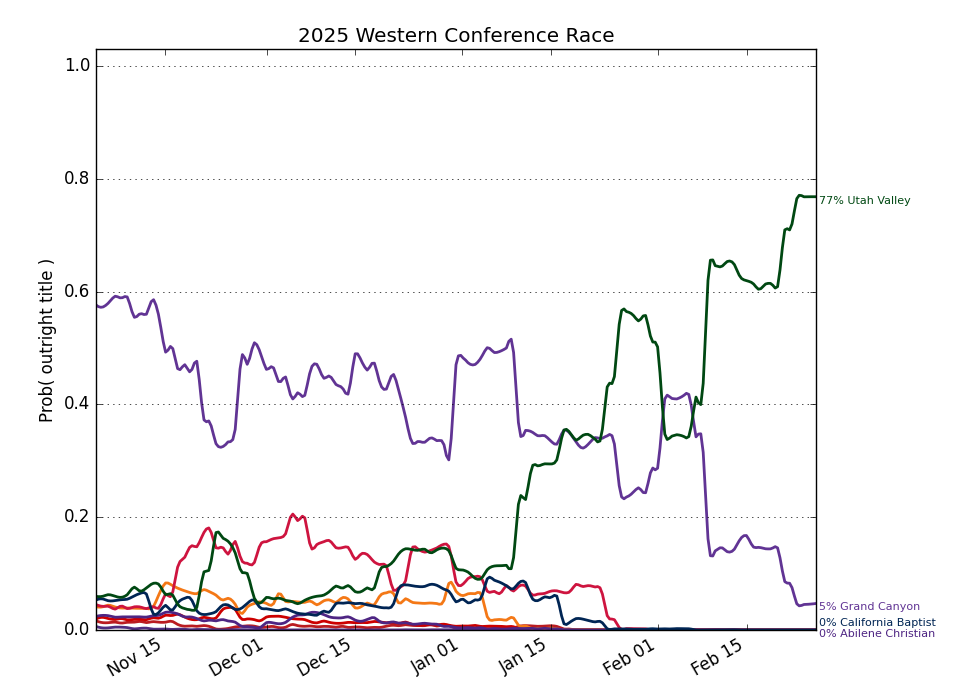 2025 Western Conference Race
Prob( outright title )
1.0
0.8
0.6
0.4
0.2
0.0
Nov 15
Dec 01
Dec 15
Jan 01
Jan 15
Feb 01
Feb 15
77% Utah Valley
5% Grand Canyon
0% California Baptist
0% Abilene Christian